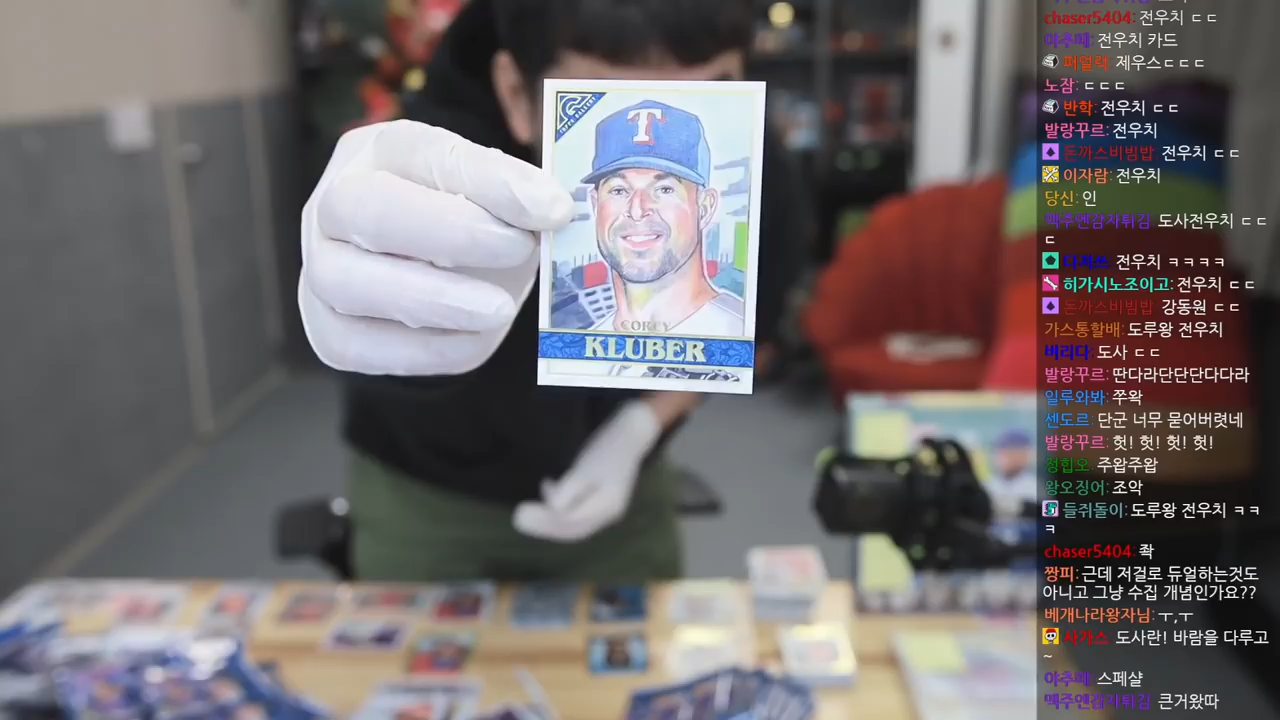 T
TOPPS GALLERY
COREY
KLUBER
chaser5404: 전우치 ㄷㄷ
야추떼: 전우치 카드
퍼얼럭: 제우스ㄷㄷㄷ
노잠: ㄷㄷㄷ
반학: 전우치 ㄷㄷ
발랑꾸르: 전우치
돈까스비빔밥: 전우치 ㄷㄷ
이자람: 전우치
당신: 인
맥주엔감자튀김: 도사전우치 ㄷㄷ
ㄷ
전우치 ㅋㅋㅋㅋ
히가시노조이고: 전우치 ㄷㄷ
돈까스비빔밥: 강동원 ㄷㄷ
가스통할배: 도루왕 전우치
버리다: 도사 ㄷㄷ
발랑꾸르: 딴다라단단단다다라
일루와봐: 쭈왁
센도르: 단군 너무 묻어버렷네
발랑꾸르: 헛! 헛! 헛! 헛!
정힙오: 주왑주왑
왕오징어: 조악
들쥐돌이: 도루왕 전우치 ㅋㅋ
ㅋ
chaser5404: 좍
짱피: 근데 저걸로 듀얼하는것도
아니고 그냥 수집 개념인가요??
베개나라왕자님: ㅜ,ㅜ
사가스: 도사란! 바람을 다루고
~
야추떼: 스페샬
맥주엔감자튀김: 큰거왔따